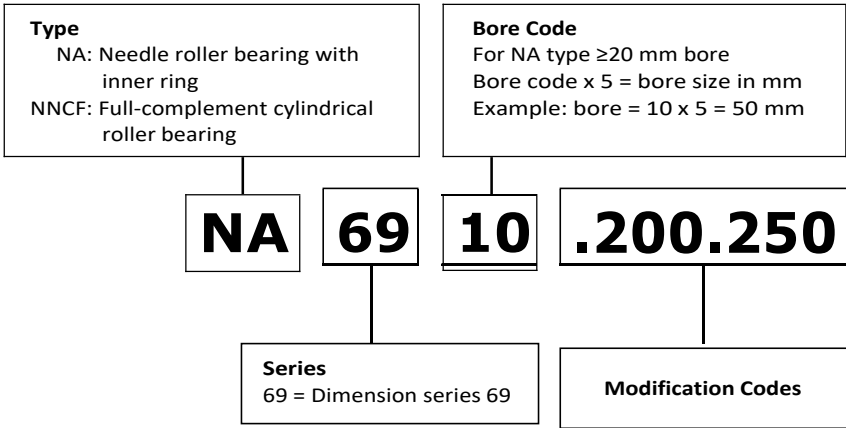 Type
NA: Needle roller bearing with
inner ring
NNCF: Full-complement cylindrical
roller bearing
Bore Code
For NA type ≥20 mm bore
Bore code x 5 = bore size in mm
Example: bore = 10 x 5 = 50 mm
NA 69 10 .200.250
Series
69 = Dimension series 69
Modification Codes